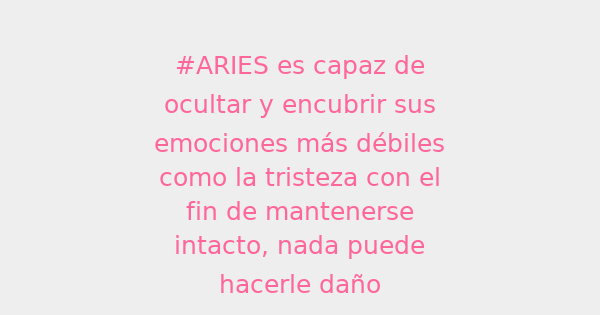 #ARIES es capaz de
ocultar y encubrir sus
emociones más débiles
como la tristeza con el
fin de mantenerse
intacto, nada puede
hacerle daño